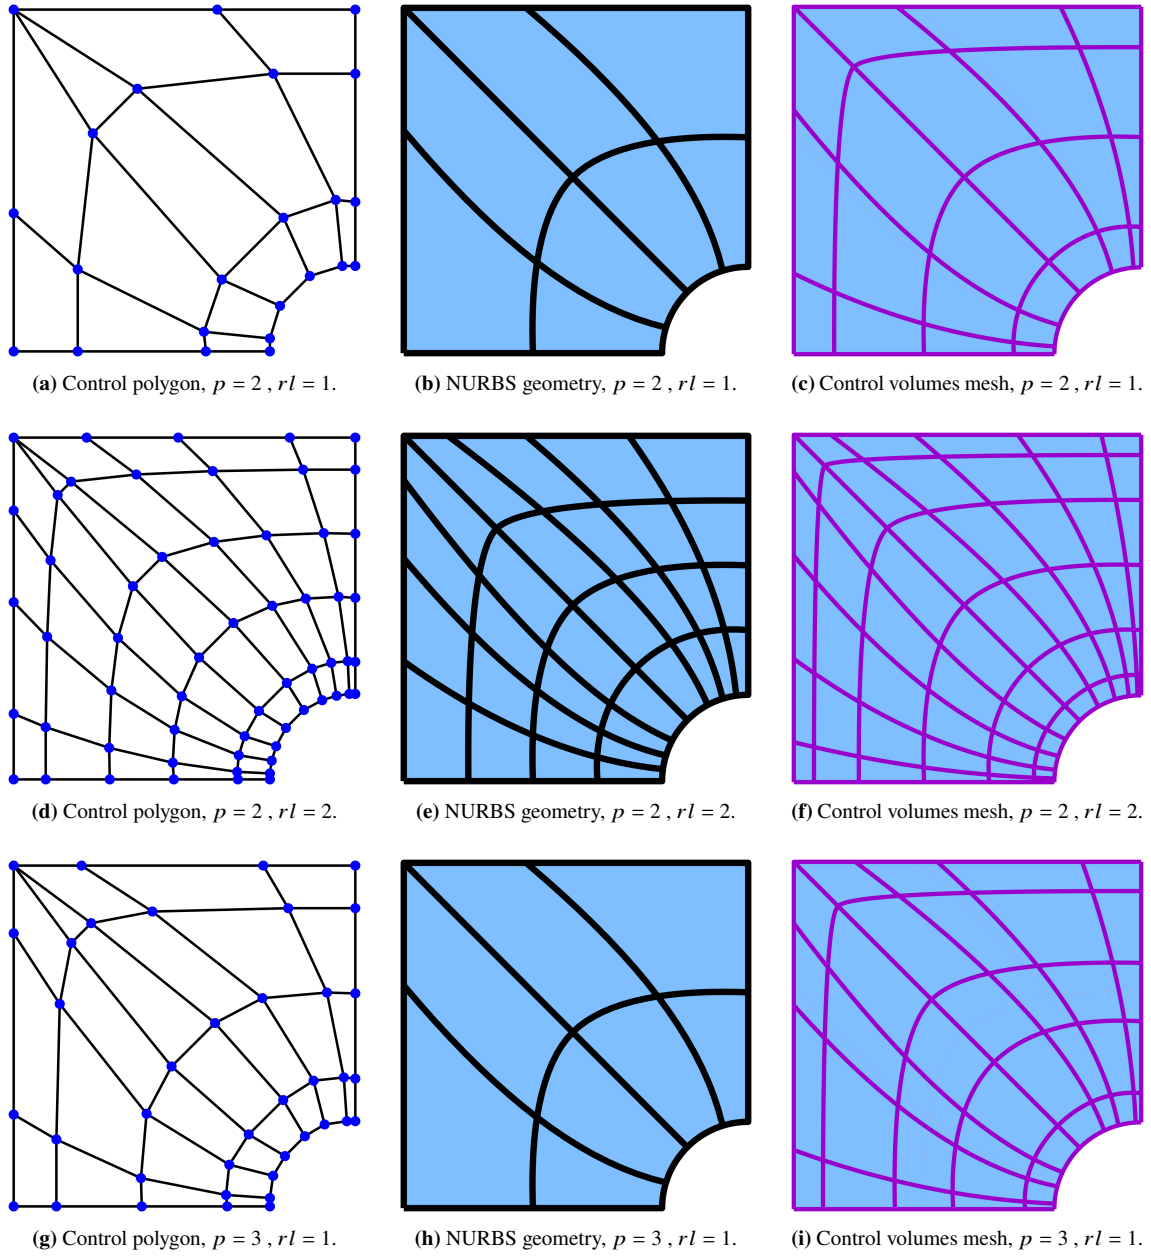 (a) Control polygon, p = 2 , rl = 1.
(b) NURBS geometry, p = 2 , rl = 1.
(c) Control volumes mesh, p = 2 , rl = 1.
(d) Control polygon, p = 2 , rl = 2.
(e) NURBS geometry, p = 2 , rl = 2.
(f) Control volumes mesh, p = 2 , rl = 2.
(g) Control polygon, p = 3 , rl = 1.
(h) NURBS geometry, p = 3 , rl = 1.
(i) Control volumes mesh, p = 3 , rl = 1.